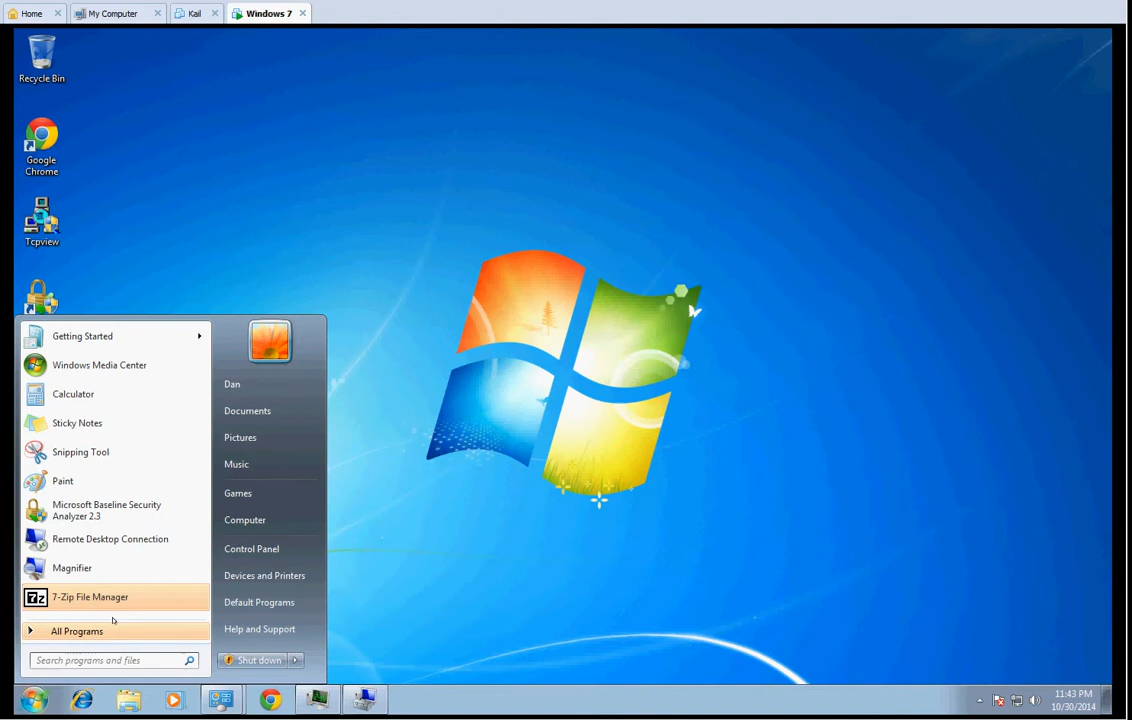 Home
My Computer
Kail
Windows 7
Recycle Bin
Google
Chrome
Tcpview
Getting Started
Windows Media Center
Calculator
Sticky Notes
Snipping Tool
Paint
Microsoft Baseline Security
Analyzer 2.3
Remote Desktop Connection
Magnifier
7z
7-Zip File Manager
All Programs
Search programs and files
Dan
Documents
Pictures
Music
Games
Computer
Control Panel
Devices and Printers
Default Programs
Help and Support
Shut down
11:43 PM
10/30/2014